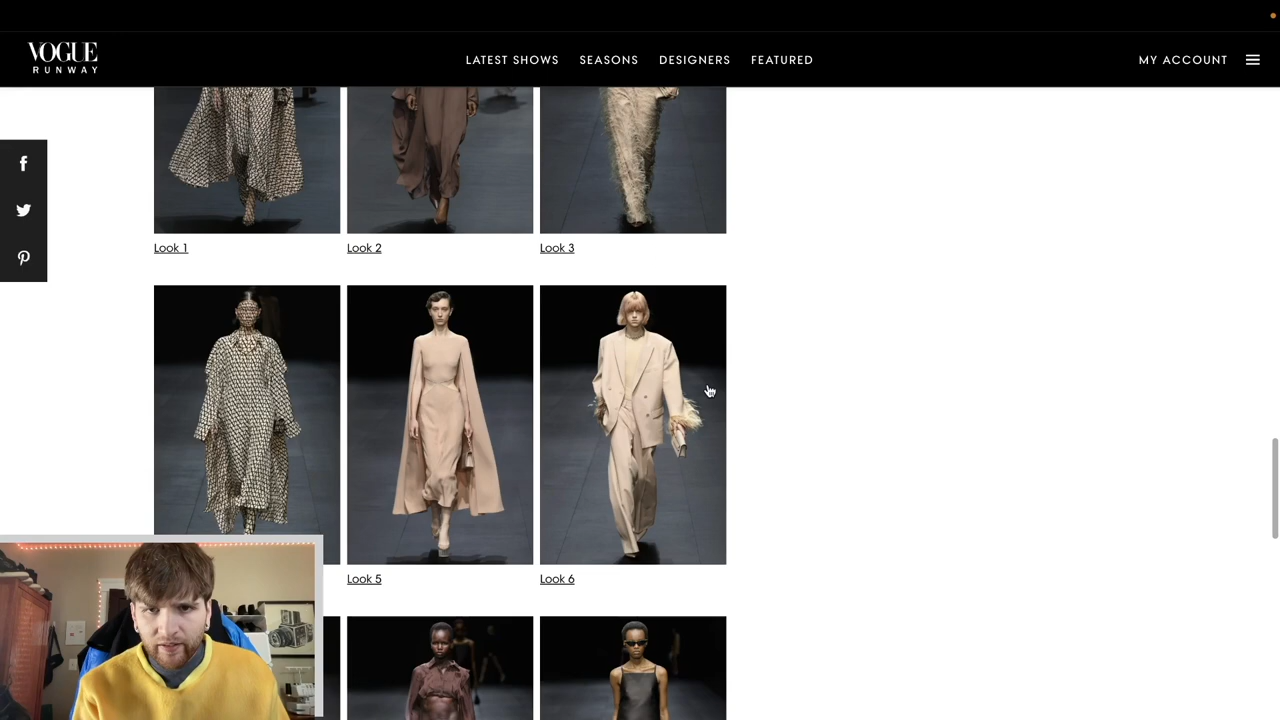 VOGUE
RUNWAY
LATEST SHOWS SEASONS DESIGNERS FEATURED
MY ACCOUNT
Look 1 Look 2 Look 3
Look 5 Look 6